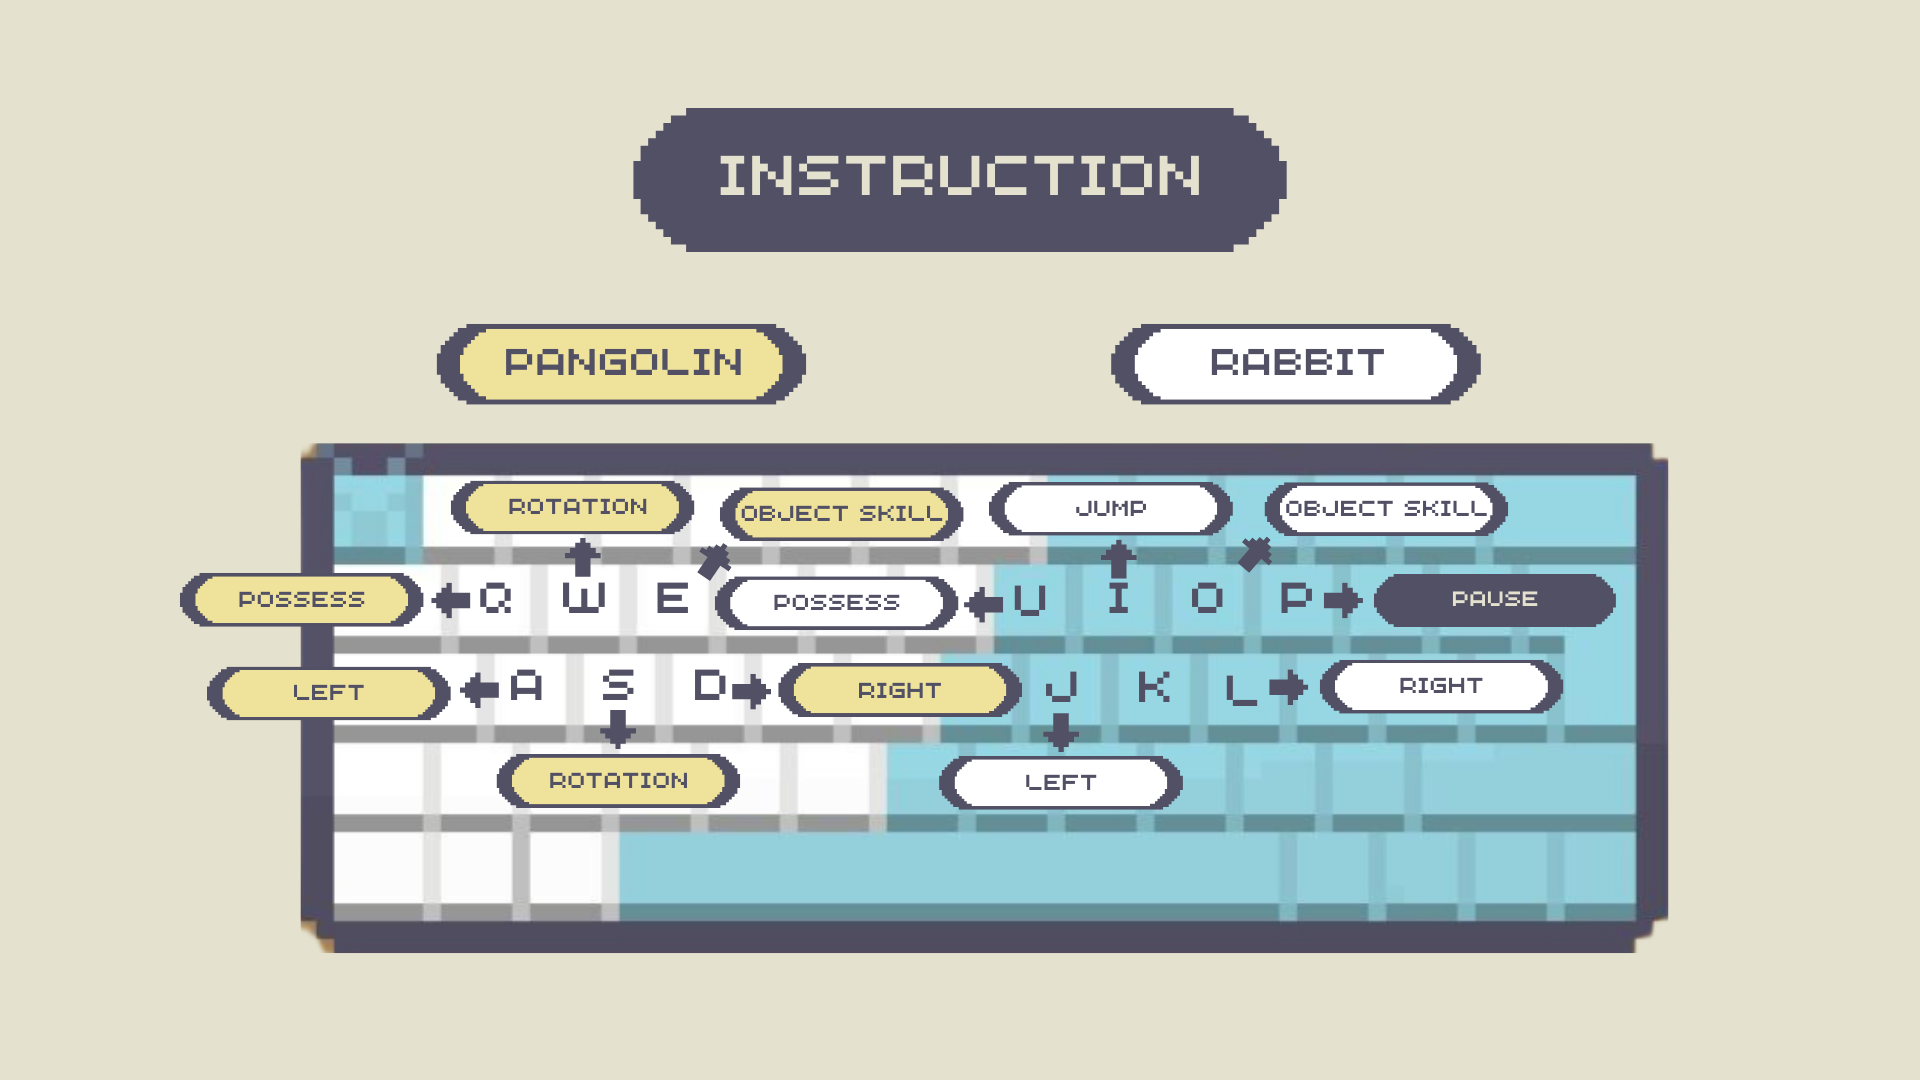 INSTRUCTION
PANGOLIN
RABBIT
ROTATION
OBJECT SKILL
JUMP
OBJECT SKILL
POSSESS
Q
W
E
POSSESS
U
I
O
P
PAUSE
LEFT
A
S
D
RIGHT
J
K
L
RIGHT
ROTATION
LEFT